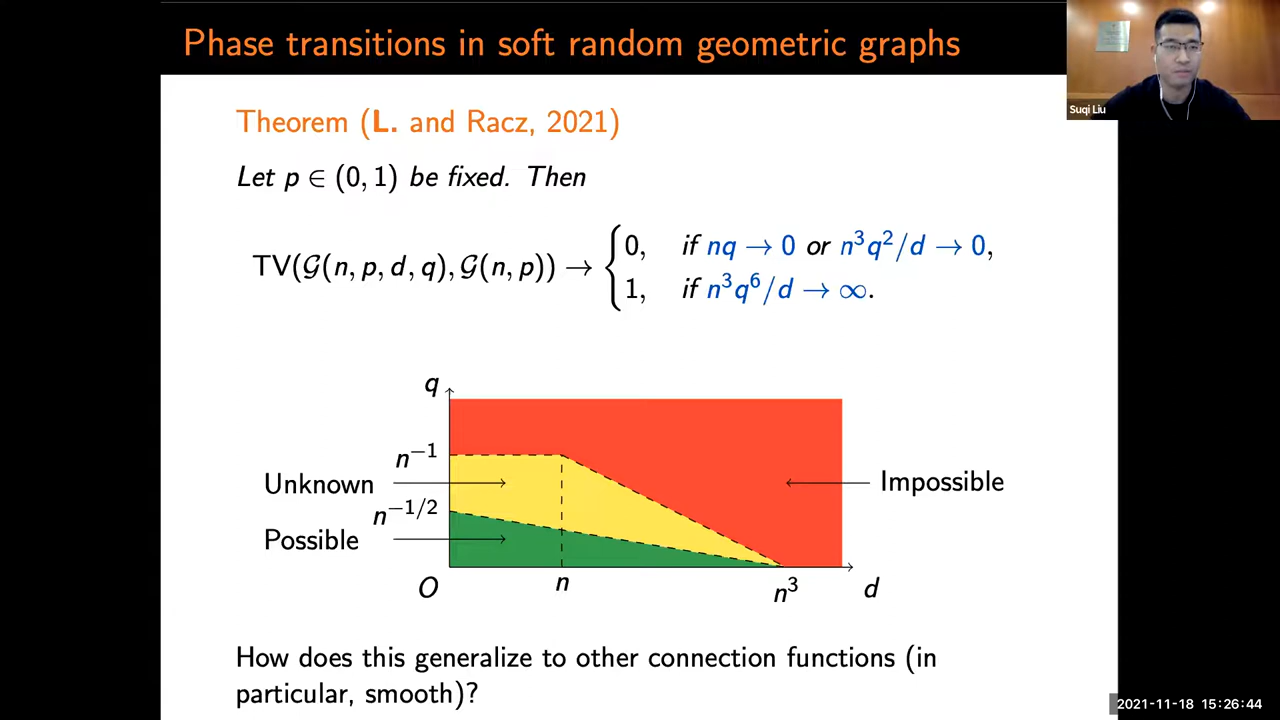 Phase transitions in soft random geometric graphs
Suqi Liu
Theorem (L. and Racz, 2021)
Let p ∈ (0, 1) be fixed. Then
TV(𝒢(n, p, d, q), 𝒢(n, p)) → { 0, if nq → 0 or n³q²/d → 0,
1, if n³q⁶/d → ∞.
q
n⁻¹
Unknown
Impossible
n⁻¹/²
Possible
O
n
n³
d
How does this generalize to other connection functions (in
particular, smooth)?
2021-11-18 15:26:44